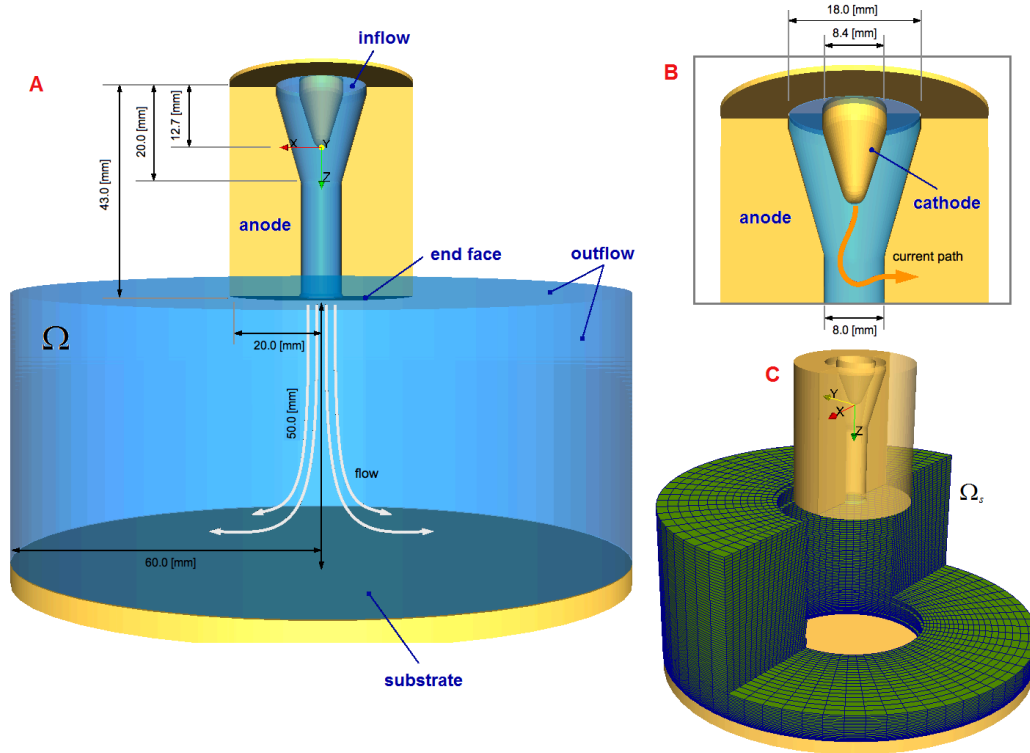 A
inflow
12.7 [mm]
20.0 [mm]
43.0 [mm]
X
Y
Z
anode
end face
outflow
Ω
20.0 [mm]
50.0 [mm]
flow
60.0 [mm]
substrate
B
18.0 [mm]
8.4 [mm]
anode
cathode
current path
8.0 [mm]
C
Y
X
Z
Ωs